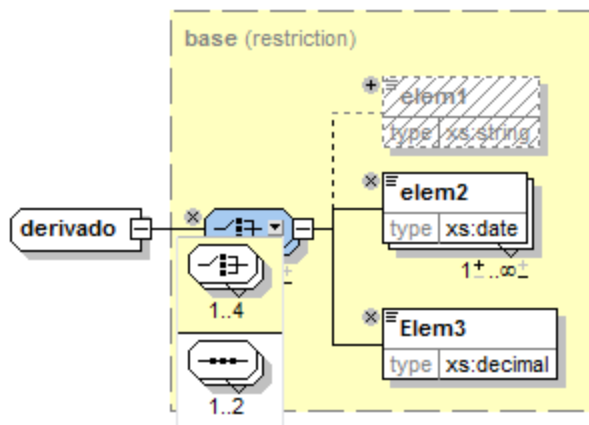 base (restriction)
elem1
type xs:string
derivado
elem2
type xs:date
1..∞
1..4
Elem3
type xs:decimal
1..2